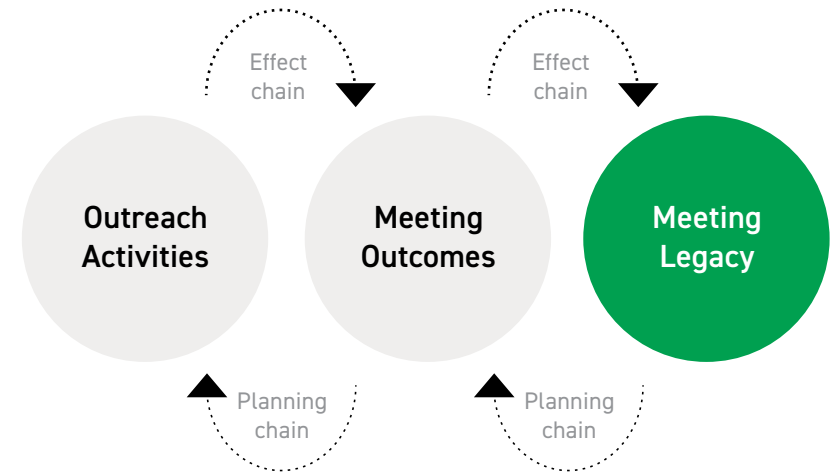 Effect
chain
Effect
chain
Outreach
Activities
Meeting
Outcomes
Meeting
Legacy
Planning
chain
Planning
chain